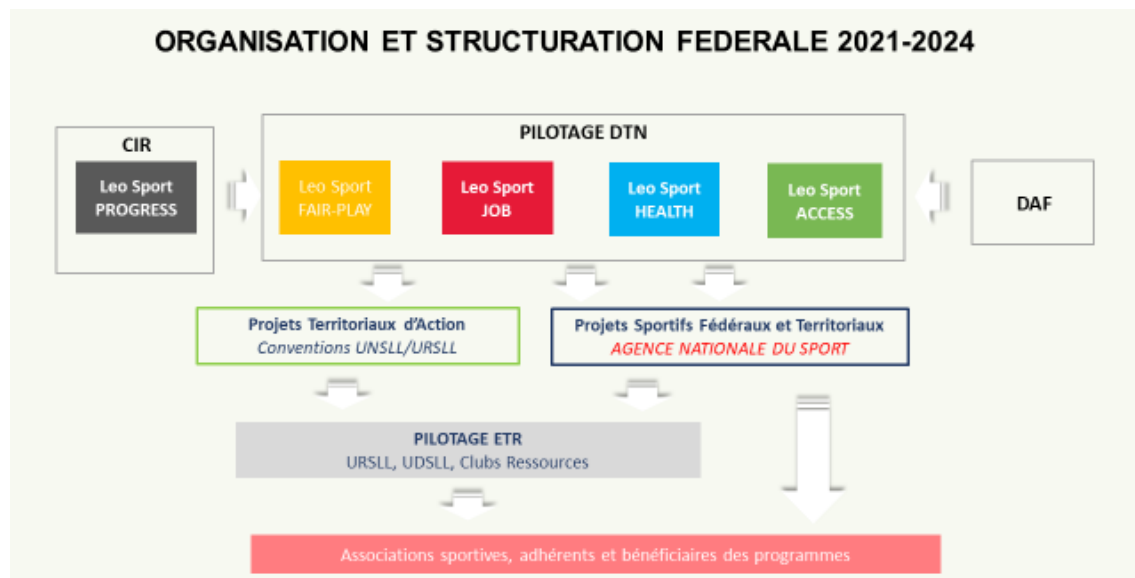 ORGANISATION ET STRUCTURATION FEDERALE 2021-2024
CIR
Leo Sport
PROGRESS
PILOTAGE DTN
Leo Sport
FAIR-PLAY
Leo Sport
JOB
Leo Sport
HEALTH
Leo Sport
ACCESS
DAF
Projets Territoriaux d'Action
Conventions UNSLL/URSLL
Projets Sportifs Fédéraux et Territoriaux
AGENCE NATIONALE DU SPORT
PILOTAGE ETR
URSLL, UDSLL, Clubs Ressources
Associations sportives, adhérents et bénéficiaires des programmes